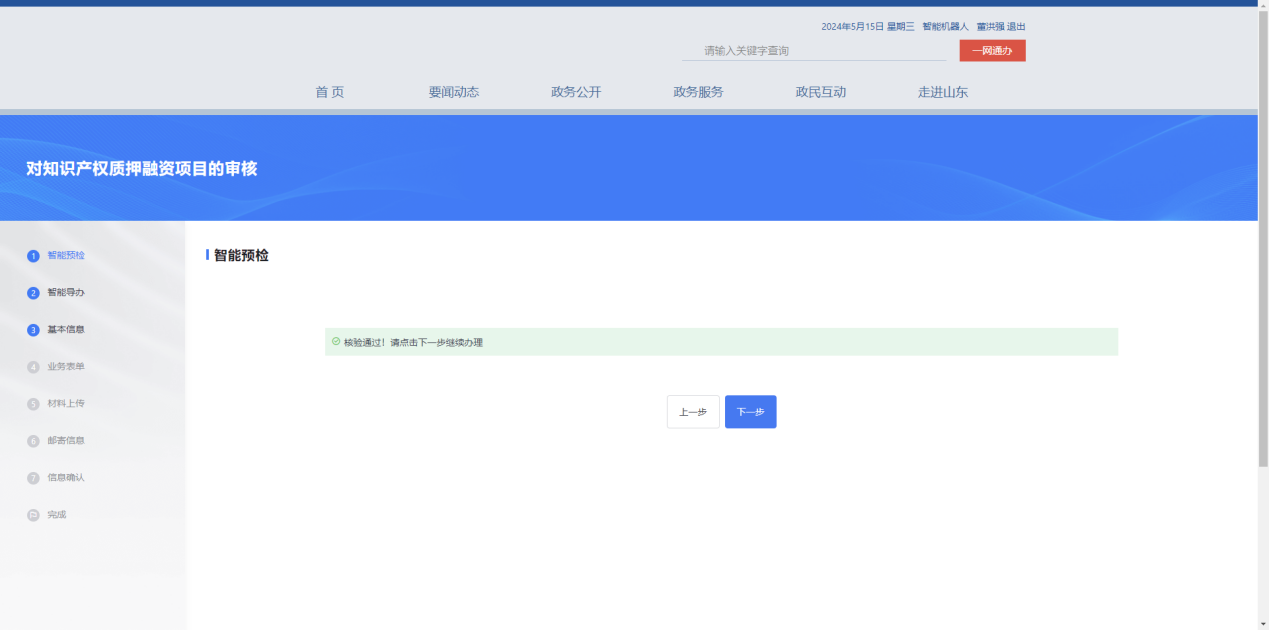 2024年5月15日 星期三 智能机器人 董洪强 退出
请输入关键字查询 一网通办
首 页 要闻动态 政务公开 政务服务 政民互动 走进山东
对知识产权质押融资项目的审核
1 智能预检
2 智能导办
3 基本信息
4 业务表单
5 材料上传
6 邮寄信息
7 信息确认
完成
智能预检
核验通过！请点击下一步继续办理
上一步 下一步